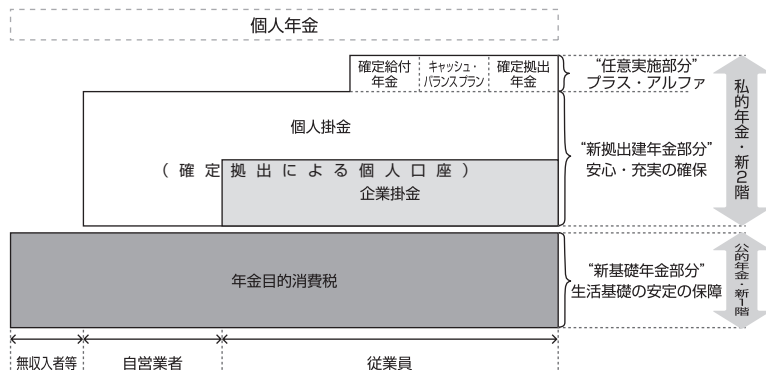 個人年金
確定給付
年金
キャッシュ・
バランスプラン
確定拠出
年金
“任意実施部分”
プラス・アルファ
個人掛金
(確定拠出による個人口座)
企業掛金
“新拠出建年金部分”
安心・充実の確保
私的年金・新2階
年金目的消費税
“新基礎年金部分”
生活基礎の安定の保障
公的年金・新1階
無収入者等
自営業者
従業員